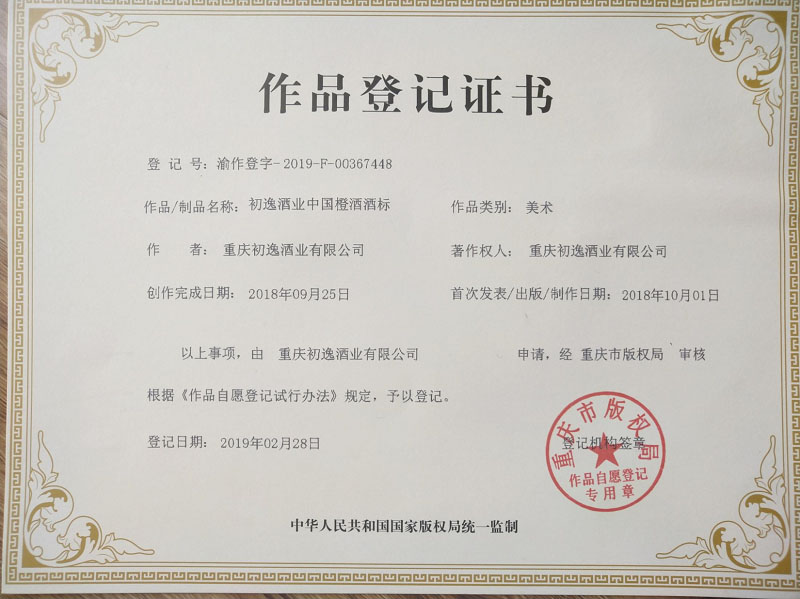 作品登记证书
登 记 号：渝作登字-2019-F-00367448
作品/制品名称：初逸酒业中国橙酒酒标 作品类别：美术
作 者：重庆初逸酒业有限公司 著作权人：重庆初逸酒业有限公司
创作完成日期：2018年09月25日 首次发表/出版/制作日期：2018年10月01日
以上事项，由 重庆初逸酒业有限公司 申请，经 重庆市版权局 审核
根据《作品自愿登记试行办法》规定，予以登记。
登记日期：2019年02月28日 登记机构签章
重庆市版权局
作品自愿登记
专用章
中华人民共和国国家版权局统一监制